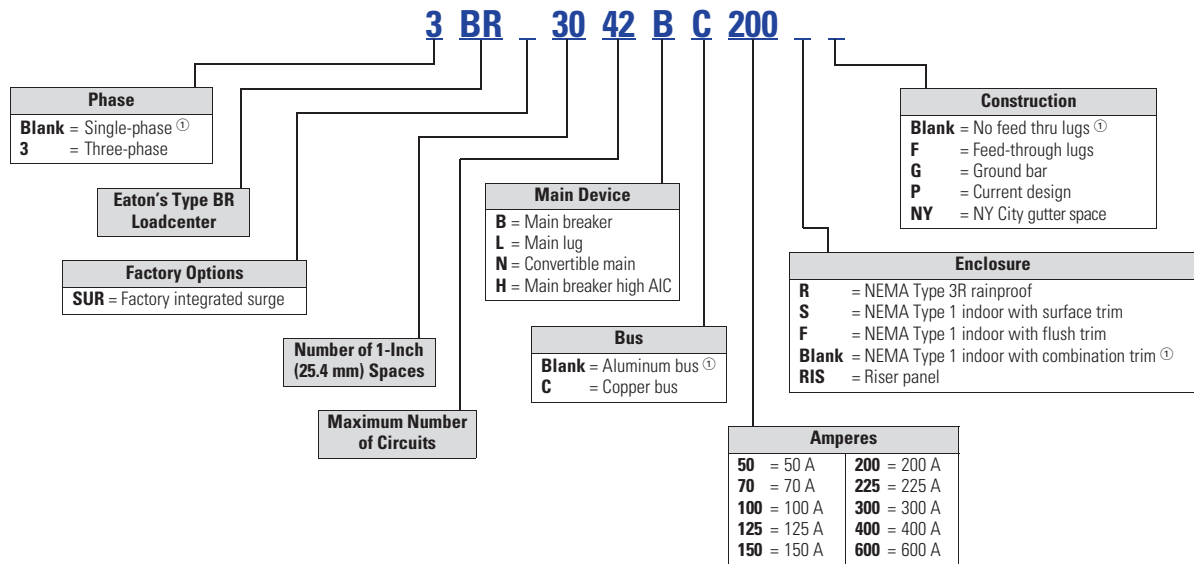 3 BR _ 30 42 B C 200 _ _
Phase
Blank = Single-phase ①
3 = Three-phase
Eaton's Type BR
Loadcenter
Factory Options
SUR = Factory integrated surge
Number of 1-Inch
(25.4 mm) Spaces
Maximum Number
of Circuits
Main Device
B = Main breaker
L = Main lug
N = Convertible main
H = Main breaker high AIC
Bus
Blank = Aluminum bus ①
C = Copper bus
Amperes
50 = 50 A
70 = 70 A
100 = 100 A
125 = 125 A
150 = 150 A
200 = 200 A
225 = 225 A
300 = 300 A
400 = 400 A
600 = 600 A
Enclosure
R = NEMA Type 3R rainproof
S = NEMA Type 1 indoor with surface trim
F = NEMA Type 1 indoor with flush trim
Blank = NEMA Type 1 indoor with combination trim ①
RIS = Riser panel
Construction
Blank = No feed thru lugs ①
F = Feed-through lugs
G = Ground bar
P = Current design
NY = NY City gutter space